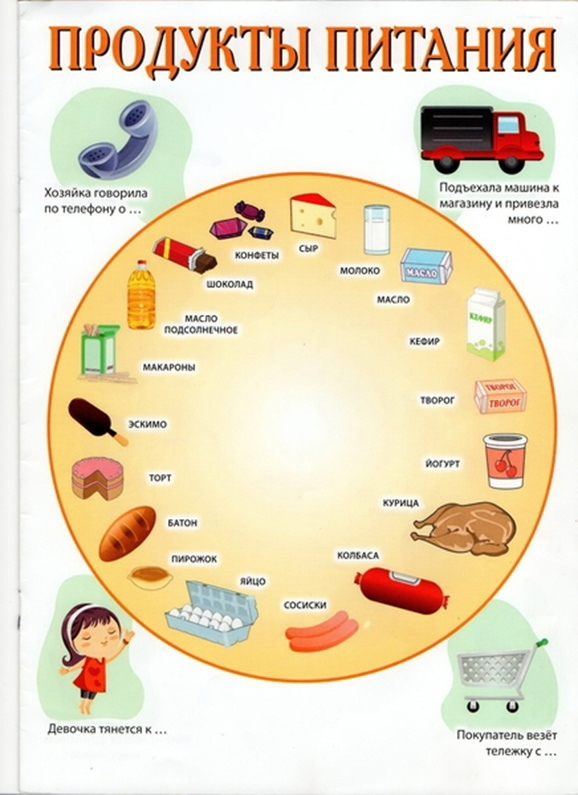 ПРОДУКТЫ ПИТАНИЯ
Хозяйка говорила
по телефону о ...
Подъехала машина к
магазину и привезла
много ...
СЫР
МОЛОКО
МАСЛО
МАСЛО
КЕФИР
КЕФИР
ТВОРОГ
ТВОРОГ
ТВОРОГ
ЙОГУРТ
КУРИЦА
КОЛБАСА
СОСИСКИ
ЯЙЦО
ПИРОЖОК
БАТОН
ТОРТ
ЭСКИМО
МАКАРОНЫ
МАСЛО
ПОДСОЛНЕЧНОЕ
ШОКОЛАД
КОНФЕТЫ
Девочка тянется к ...
Покупатель везёт
тележку с ...